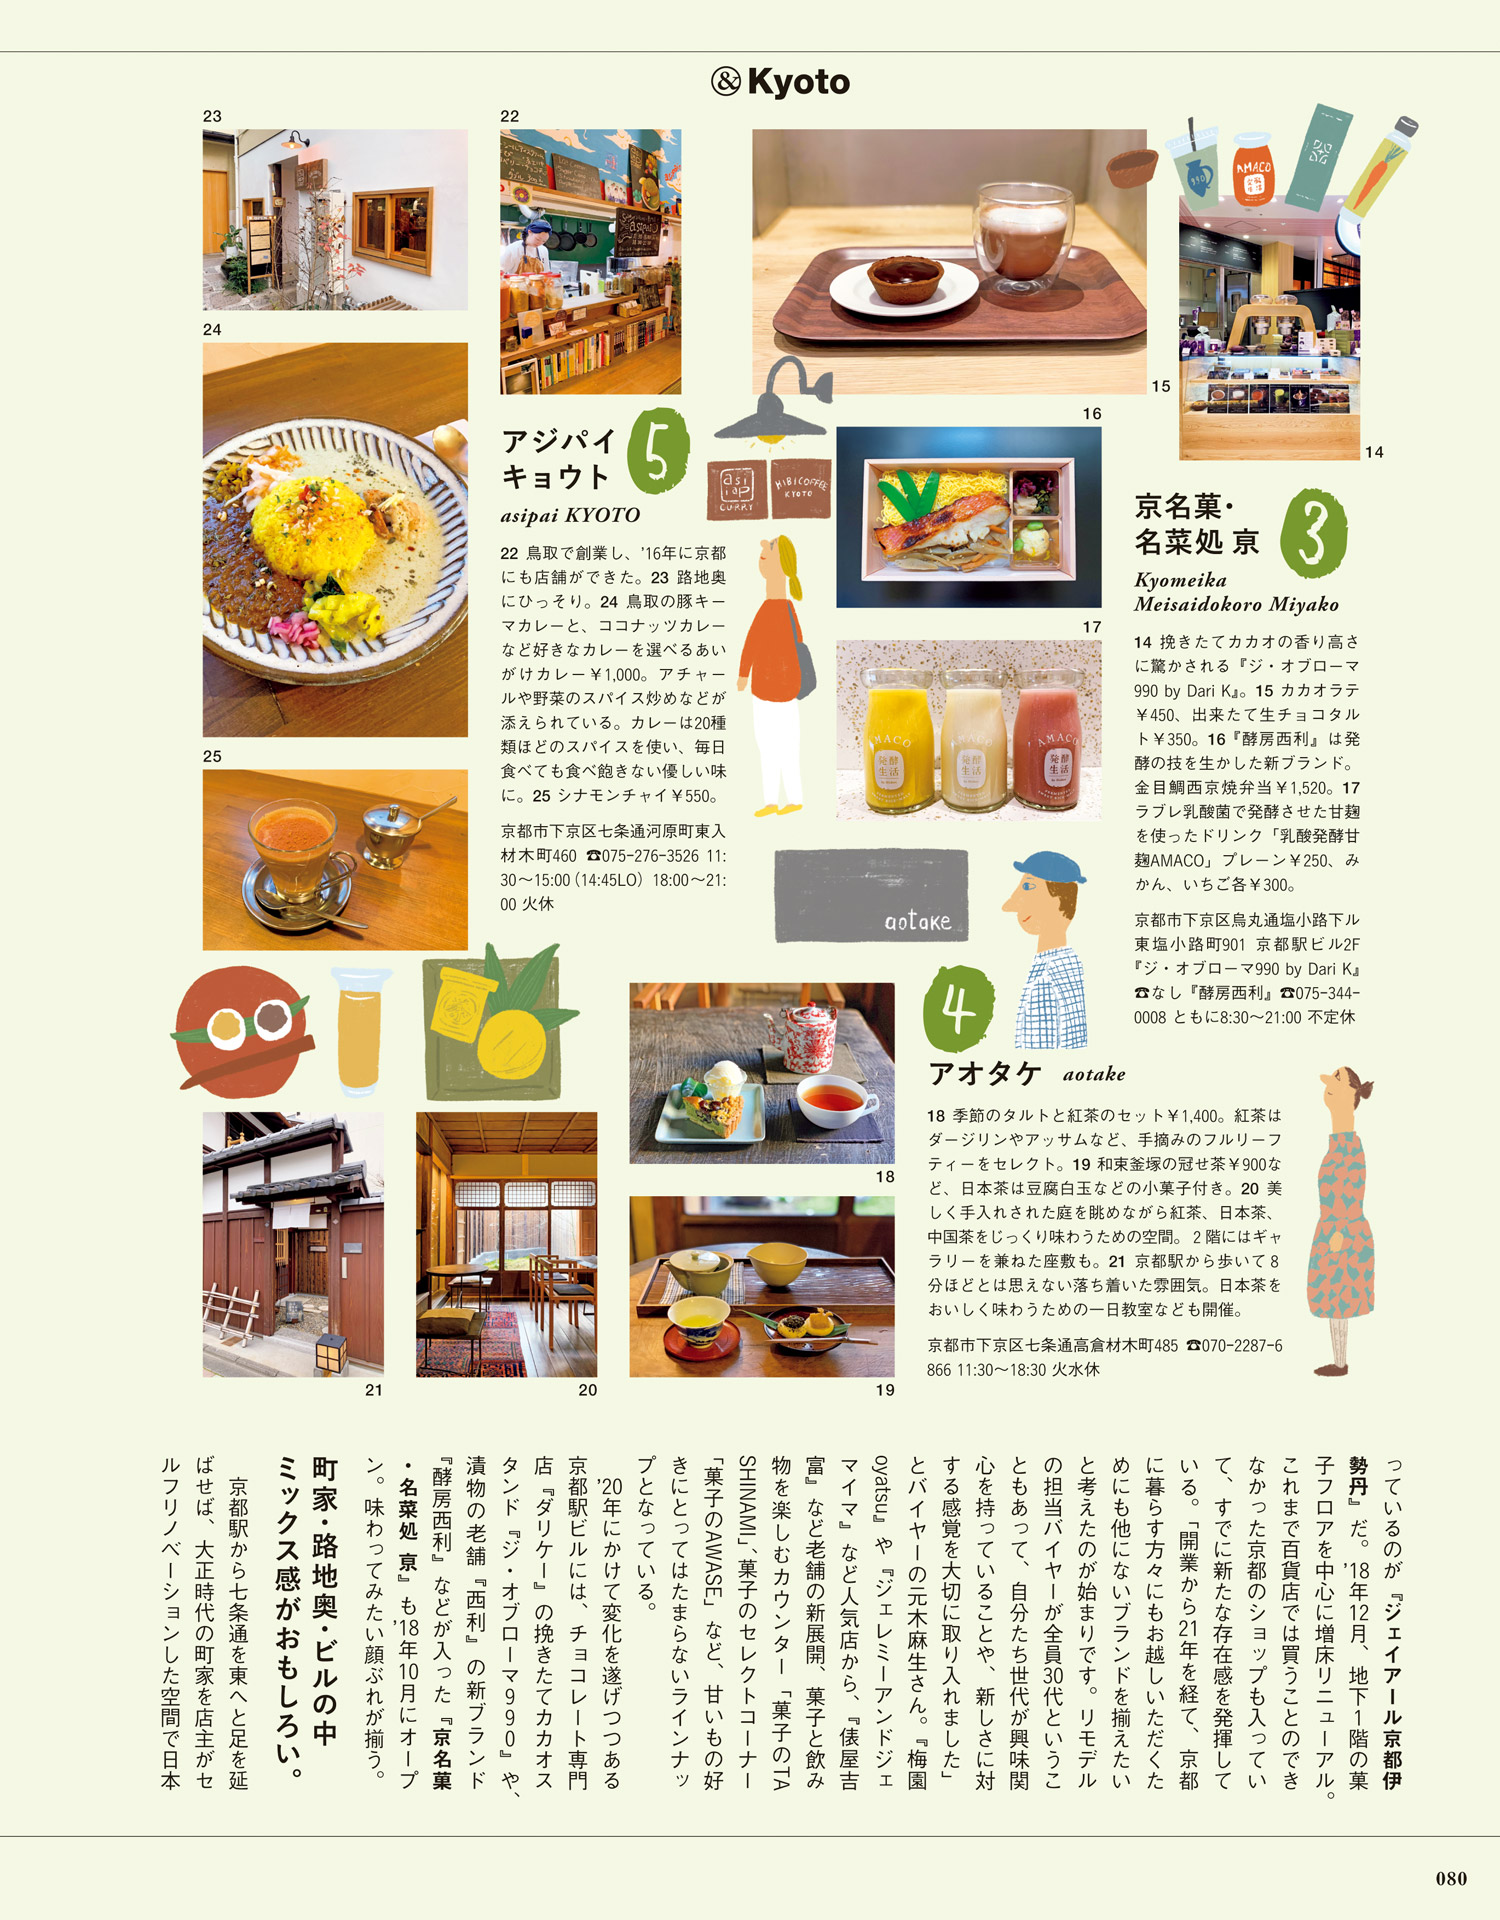 &Kyoto
23
22
24
25
15
16
17
14
18
19
20
21
アジパイ
キョウト
5
asipai KYOTO
22 鳥取で創業し、’16年に京都
にも店舗ができた。23 路地奥
にひっそり。24 鳥取の豚キー
マカレーと、ココナッツカレー
など好きなカレーを選べるあい
がけカレー￥1,000。アチャー
ルや野菜のスパイス炒めなどが
添えられている。カレーは20種
類ほどのスパイスを使い、毎日
食べても食べ飽きない優しい味
に。25 シナモンチャイ￥550。
京都市下京区七条通河原町東入
材木町460 ☎075-276-3526 11:
30〜15:00（14:45LO）18:00〜21:
00 火休
asi
pai
CURRY
HIBICOFFEE
KYOTO
990
AMACO
AMACO
発酵
生活
AMACO
発酵
生活
AMACO
発酵
生活
京名菓・
名菜処 亰
3
Kyomeika
Meisaidokoro Miyako
14 挽きたてカカオの香り高さ
に驚かされる『ジ・オブローマ
990 by Dari K』。15 カカオラテ
￥450、出来たて生チョコタル
ト￥350。16『酵房西利』は発
酵の技を生かした新ブランド。
金目鯛西京焼弁当￥1,520。17
ラブレ乳酸菌で発酵させた甘麹
を使ったドリンク「乳酸発酵甘
麹AMACO」プレーン￥250、み
かん、いちご各￥300。
京都市下京区烏丸通塩小路下ル
東塩小路町901 京都駅ビル2F
『ジ・オブローマ990 by Dari K』
☎なし『酵房西利』☎075-344-
0008 ともに8:30〜21:00 不定休
aotake
4
アオタケ aotake
18 季節のタルトと紅茶のセット￥1,400。紅茶は
ダージリンやアッサムなど、手摘みのフルリーフ
ティーをセレクト。19 和束釜塚の冠せ茶￥900な
ど、日本茶は豆腐白玉などの小菓子付き。20 美
しく手入れされた庭を眺めながら紅茶、日本茶、
中国茶をじっくり味わうための空間。2階にはギャ
ラリーを兼ねた座敷も。21 京都駅から歩いて8
分ほどとは思えない落ち着いた雰囲気。日本茶を
おいしく味わうための一日教室なども開催。
京都市下京区七条通高倉材木町485 ☎070-2287-6
866 11:30〜18:30 火水休
っているのが『ジェイアール京都伊
勢丹』だ。’18年12月、地下1階の菓
子フロアを中心に増床リニューアル。
これまで百貨店では買うことのでき
なかった京都のショップも入ってい
て、すでに新たな存在感を発揮して
いる。「開業から21年を経て、京都
に暮らす方々にもお越しいただくた
めにも他にないブランドを揃えたい
と考えたのが始まりです。リモデル
の担当バイヤーが全員30代というこ
ともあって、自分たち世代が興味関
心を持っていることや、新しさに対
する感覚を大切に取り入れました」
とバイヤーの元木麻生さん。『梅園
oyatsu』や『ジェレミーアンドジェ
マイマ』など人気店から、『俵屋吉
富』など老舗の新展開、菓子と飲み
物を楽しむカウンター「菓子のTA
SHINAMI」、菓子のセレクトコーナー
「菓子のAWASE」など、甘いもの好
きにとってはたまらないラインナッ
プとなっている。
’20年にかけて変化を遂げつつある
京都駅ビルには、チョコレート専門
店『ダリケー』の挽きたてカカオス
タンド『ジ・オブローマ990』や、
漬物の老舗『西利』の新ブランド
『酵房西利』などが入った『京名菓
・名菜処 亰』も’18年10月にオープ
ン。味わってみたい顔ぶれが揃う。
町家・路地奥・ビルの中
ミックス感がおもしろい。
京都駅から七条通を東へと足を延
ばせば、大正時代の町家を店主がセ
ルフリノベーションした空間で日本
080